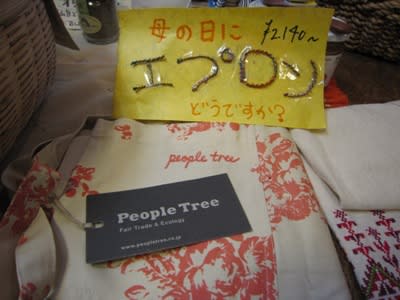 母の日に ¥2140~
エプロン
どうですか?
people tree
People Tree
Fair Trade & Ecology
www.peopletree.co.jp